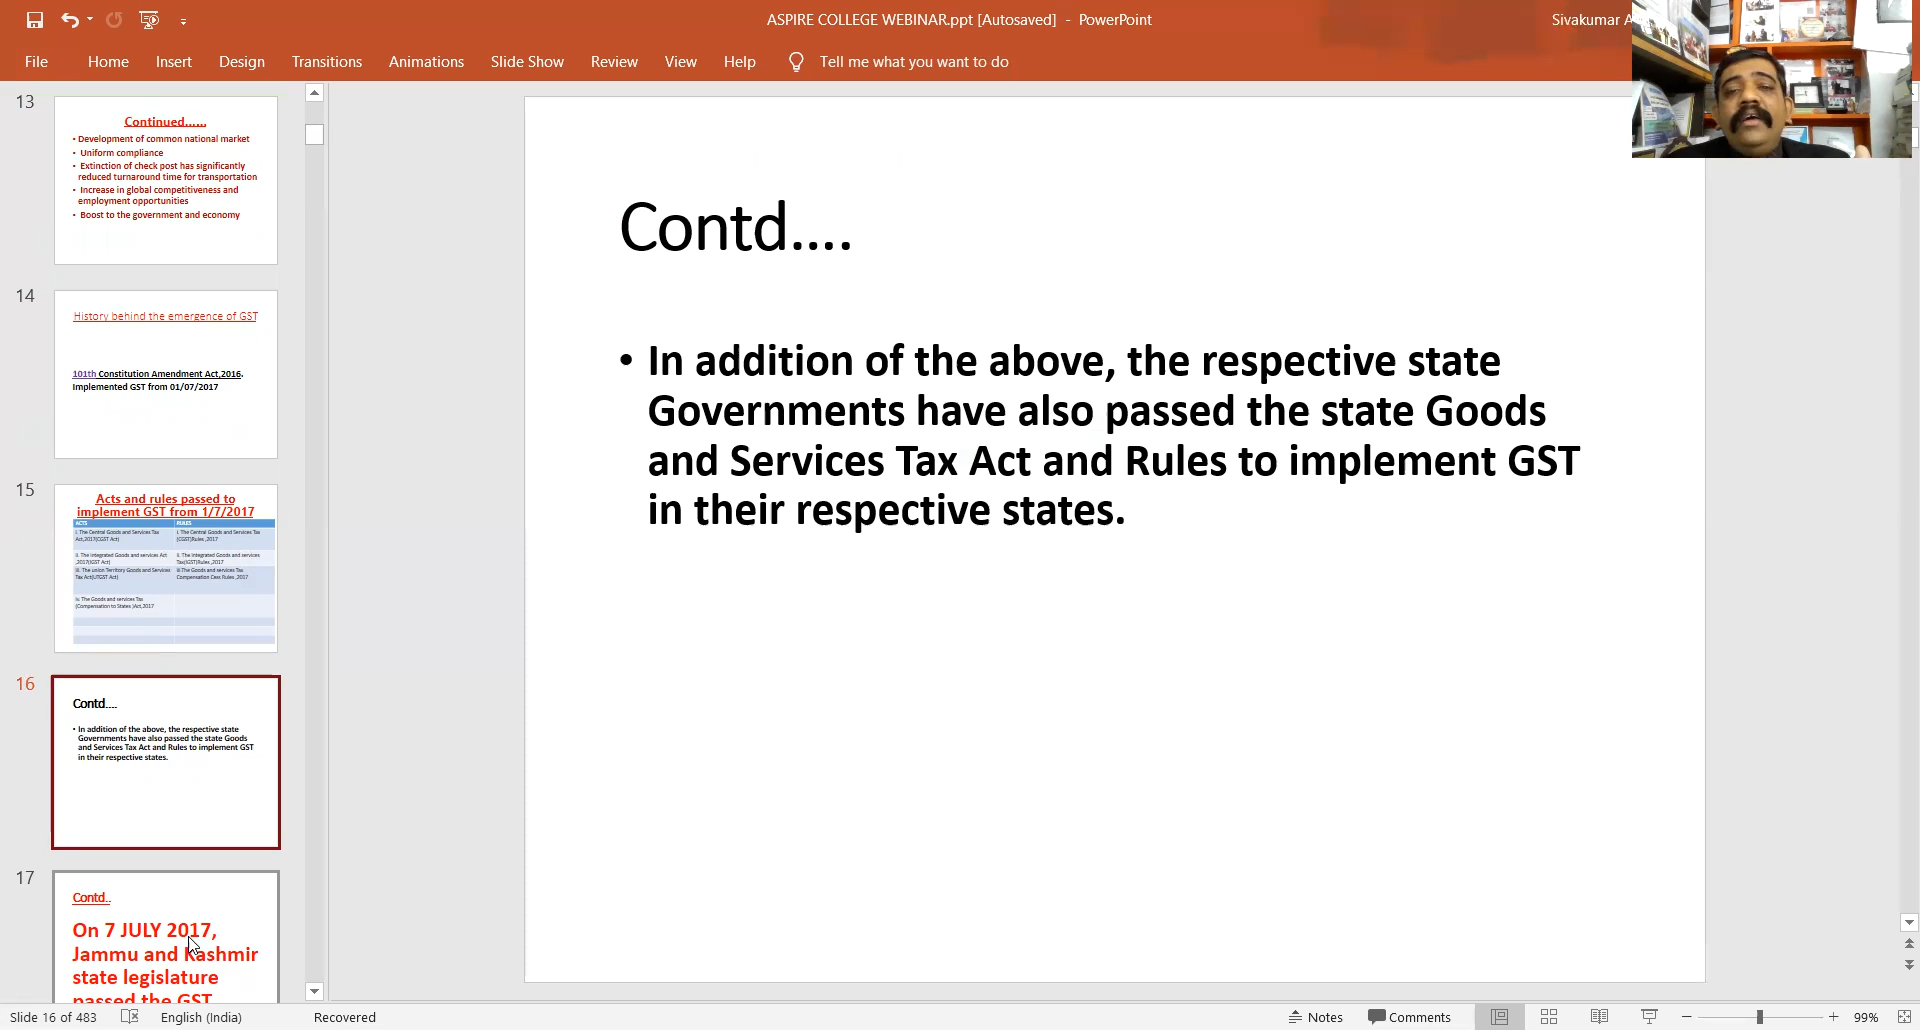 ASPIRE COLLEGE WEBINAR.ppt [Autosaved] - PowerPoint
Sivakumar A
File Home Insert Design Transitions Animations Slide Show Review View Help Tell me what you want to do
13
Continued......
• Development of common national market
• Uniform compliance
• Extinction of check post has significantly
reduced turnaround time for transportation
• Increase in global competitiveness and
employment opportunities
• Boost to the government and economy
14
History behind the emergence of GST
101th Constitution Amendment Act,2016.
Implemented GST from 01/07/2017
15
Acts and rules passed to
implement GST from 1/7/2017
ACTS RULES
i. The Central Goods and Services Tax
Act,2017(CGST Act)
i. The Central Goods and Services Tax
(CGST)Rules ,2017
ii. The Integrated Goods and services Act
,2017(IGST Act)
ii. The Integrated Goods and services
Tax(IGST)Rules ,2017
iii. The union Territory Goods and Services
Tax Act(UTGST Act)
iii.The Goods and services Tax
Compensation Cess Rules ,2017
iv. The Goods and services Tax
(Compensation to States )Act,2017
16
Contd....
• In addition of the above, the respective state
Governments have also passed the state Goods
and Services Tax Act and Rules to implement GST
in their respective states.
17
Contd..
On 7 JULY 2017,
Jammu and Kashmir
state legislature
passed the GST
Contd....
• In addition of the above, the respective state
Governments have also passed the state Goods
and Services Tax Act and Rules to implement GST
in their respective states.
Slide 16 of 483 English (India) Recovered Notes Comments 99%